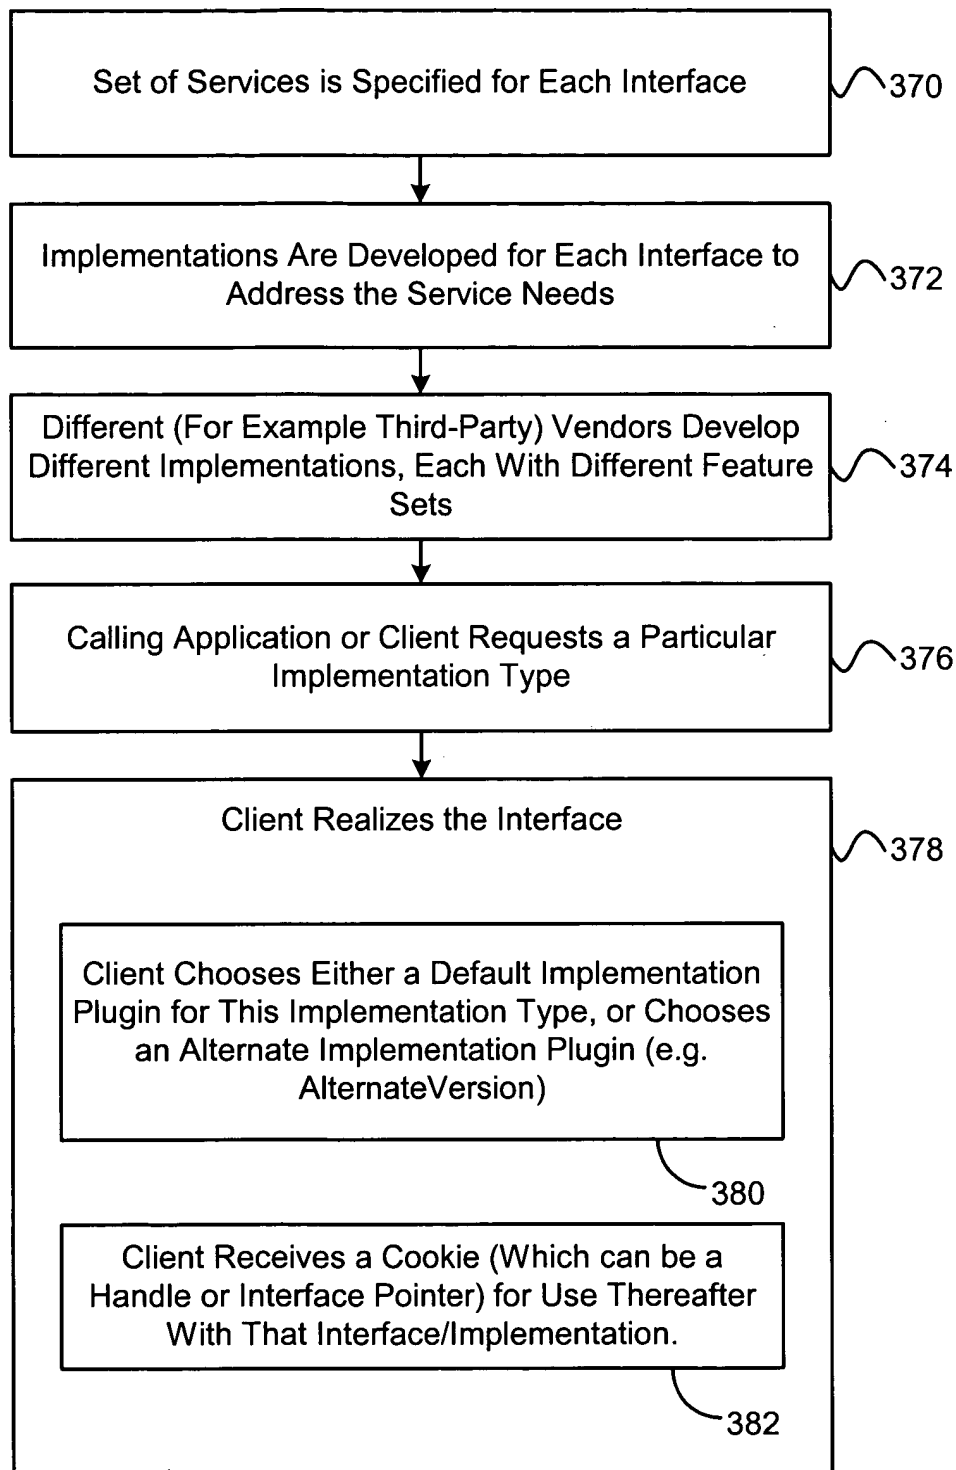 Set of Services is Specified for Each Interface
370
Implementations Are Developed for Each Interface to
Address the Service Needs
372
Different (For Example Third-Party) Vendors Develop
Different Implementations, Each With Different Feature
Sets
374
Calling Application or Client Requests a Particular
Implementation Type
376
Client Realizes the Interface
378
Client Chooses Either a Default Implementation
Plugin for This Implementation Type, or Chooses
an Alternate Implementation Plugin (e.g.
AlternateVersion)
380
Client Receives a Cookie (Which can be a
Handle or Interface Pointer) for Use Thereafter
With That Interface/Implementation.
382